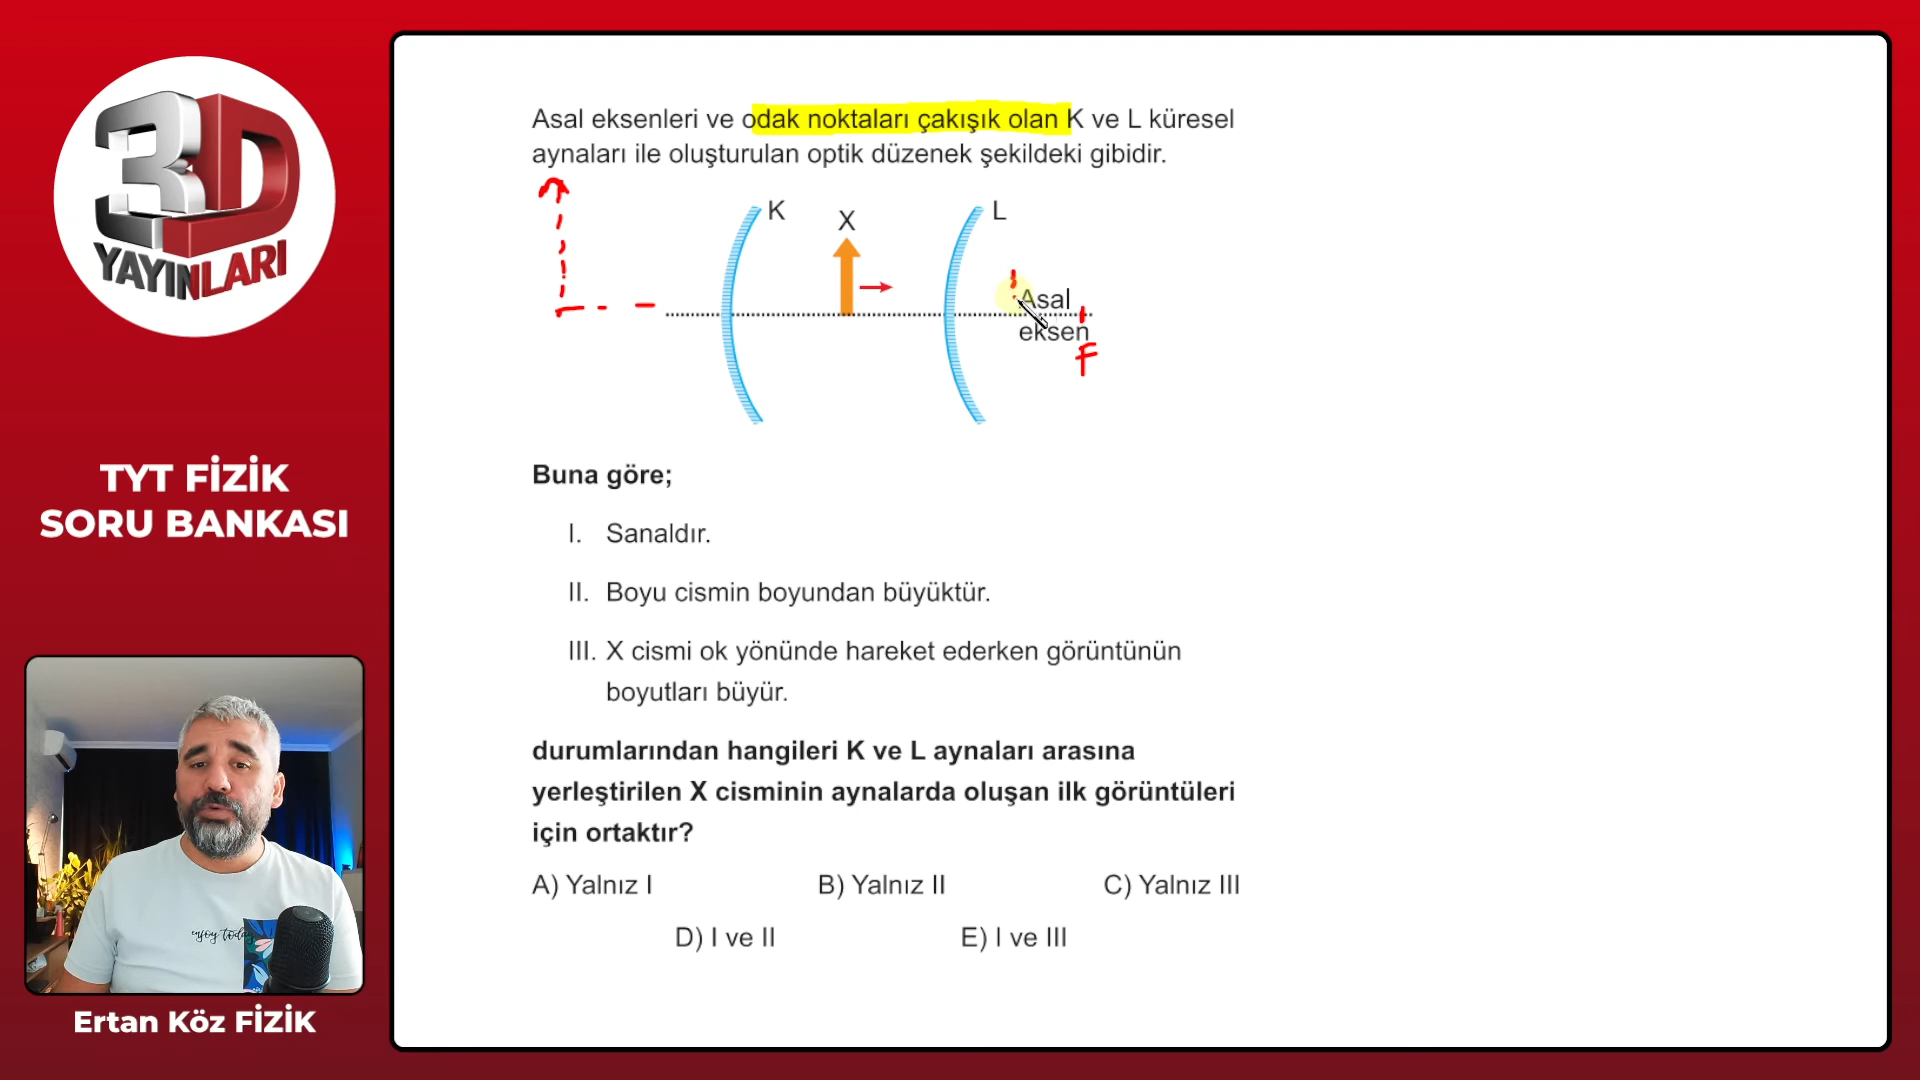 3D
YAYINLARI
TYT FİZİK
SORU BANKASI
enjoy today
Ertan Köz FİZİK
Asal eksenleri ve odak noktaları çakışık olan K ve L küresel
aynaları ile oluşturulan optik düzenek şekildeki gibidir.
K
X
L
Asal
eksen
F
Buna göre;
I. Sanaldır.
II. Boyu cismin boyundan büyüktür.
III. X cismi ok yönünde hareket ederken görüntünün
boyutları büyür.
durumlarından hangileri K ve L aynaları arasına
yerleştirilen X cisminin aynalarda oluşan ilk görüntüleri
için ortaktır?
A) Yalnız I B) Yalnız II C) Yalnız III
D) I ve II E) I ve III